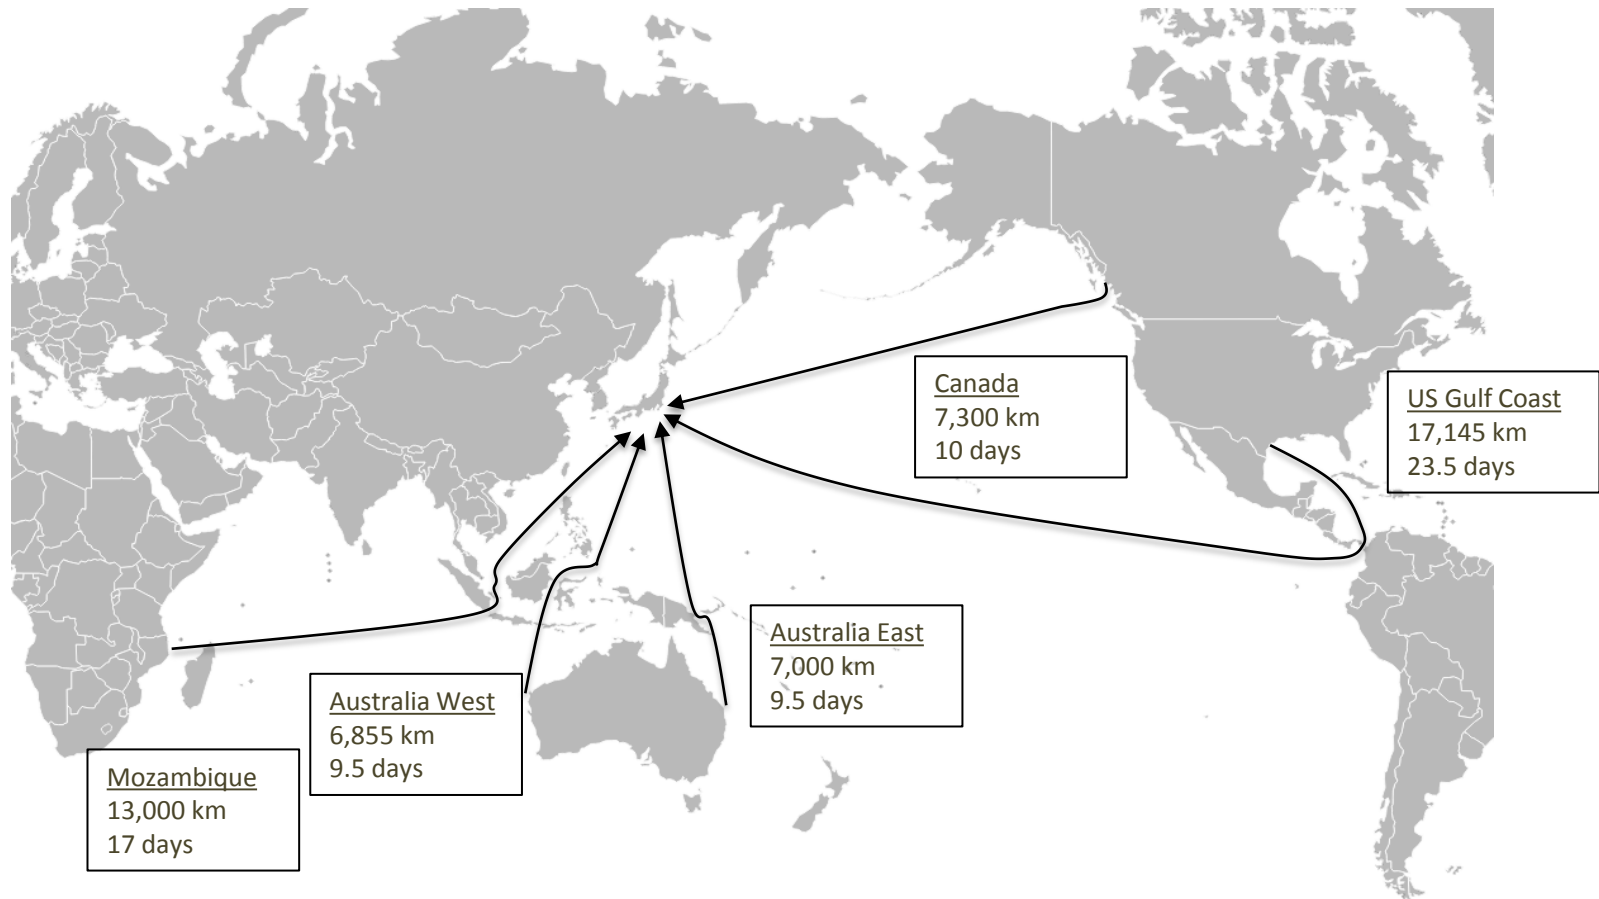 Canada
7,300 km
10 days
US Gulf Coast
17,145 km
23.5 days
Australia East
7,000 km
9.5 days
Australia West
6,855 km
9.5 days
Mozambique
13,000 km
17 days